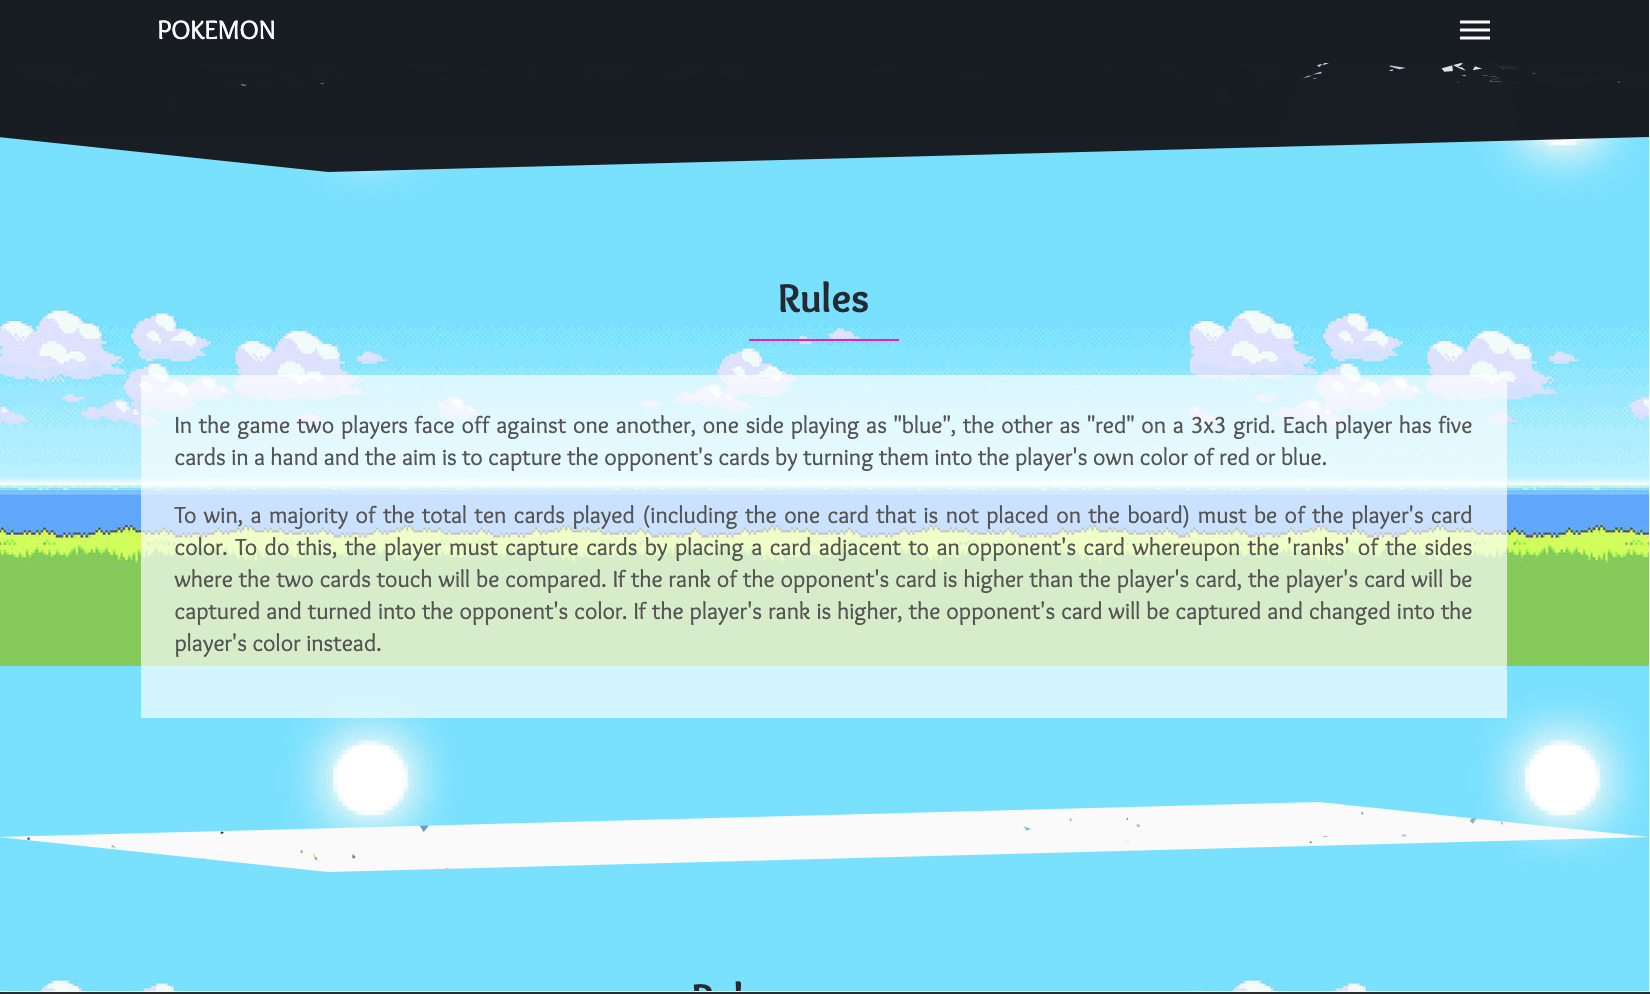 POKEMON
Rules
In the game two players face off against one another, one side playing as "blue", the other as "red" on a 3x3 grid. Each player has five
cards in a hand and the aim is to capture the opponent's cards by turning them into the player's own color of red or blue.
To win, a majority of the total ten cards played (including the one card that is not placed on the board) must be of the player's card
color. To do this, the player must capture cards by placing a card adjacent to an opponent's card whereupon the 'ranks' of the sides
where the two cards touch will be compared. If the rank of the opponent's card is higher than the player's card, the player's card will be
captured and turned into the opponent's color. If the player's rank is higher, the opponent's card will be captured and changed into the
player's color instead.